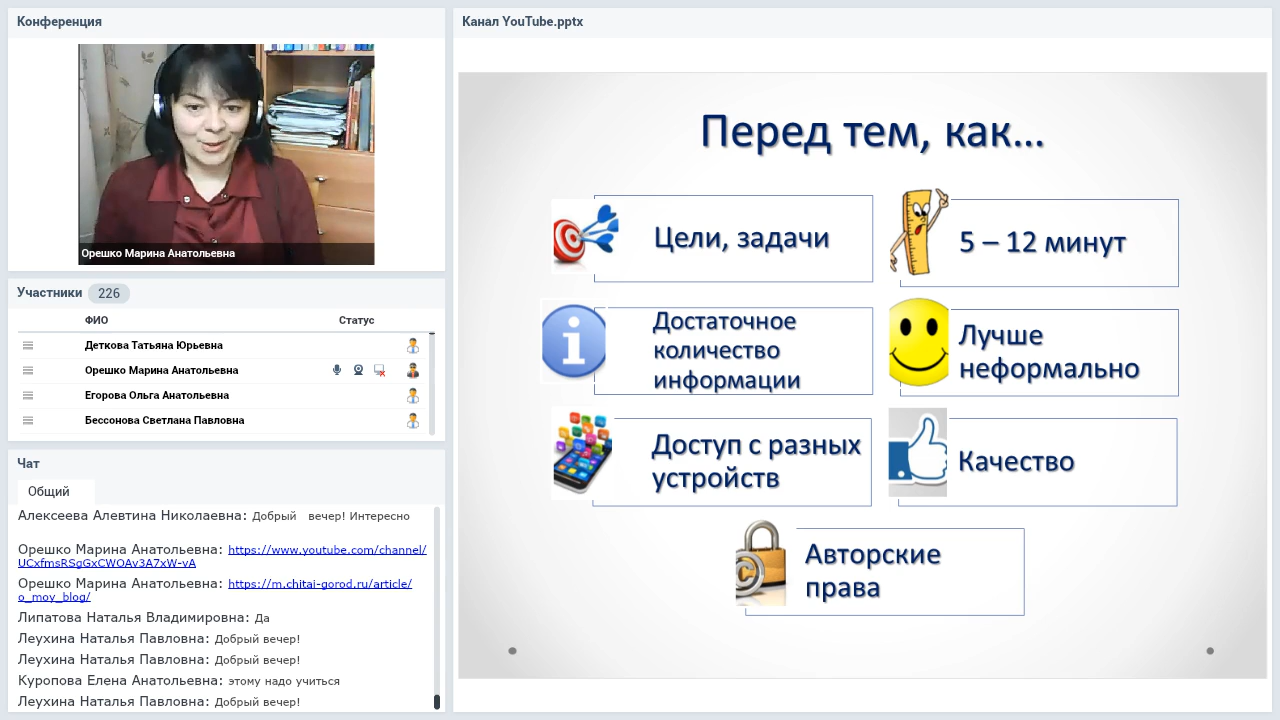 Конференция
Орешко Марина Анатольевна
Участники 226
ФИО Статус
Деткова Татьяна Юрьевна
Орешко Марина Анатольевна
Егорова Ольга Анатольевна
Бессонова Светлана Павловна
Чат
Общий
Алексеева Алевтина Николаевна: Добрый вечер! Интересно
Орешко Марина Анатольевна: https://www.youtube.com/channel/
UCxfmsRSgGxCWOAv3A7xW-vA
Орешко Марина Анатольевна: https://m.chitai-gorod.ru/article/
o_moy_blog/
Липатова Наталья Владимировна: Да
Леухина Наталья Павловна: Добрый вечер!
Леухина Наталья Павловна: Добрый вечер!
Куропова Елена Анатольевна: этому надо учиться
Леухина Наталья Павловна: Добрый вечер!
Канал YouTube.pptx
Перед тем, как...
Цели, задачи
5 – 12 минут
Достаточное
количество
информации
Лучше
неформально
Доступ с разных
устройств
Качество
Авторские
права